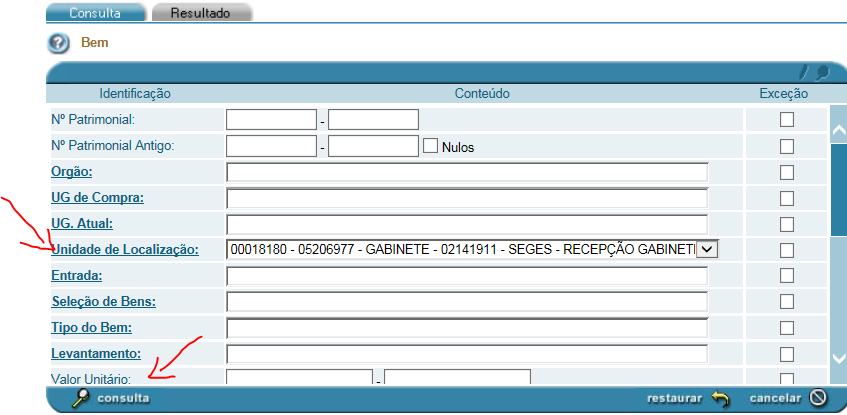 Consulta Resultado
Bem
Identificação Conteúdo Exceção
Nº Patrimonial: -
Nº Patrimonial Antigo: - Nulos
Orgão:
UG de Compra:
UG. Atual:
Unidade de Localização: 00018180 - 05206977 - GABINETE - 02141911 - SEGES - RECEPÇÃO GABINETE
Entrada:
Seleção de Bens:
Tipo do Bem:
Levantamento:
Valor Unitário: -
consulta restaurar cancelar